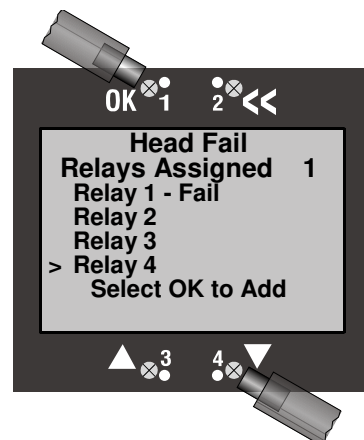 OK 1 2 <<
Head Fail
Relays Assigned 1
Relay 1 - Fail
Relay 2
Relay 3
> Relay 4
Select OK to Add
3 4